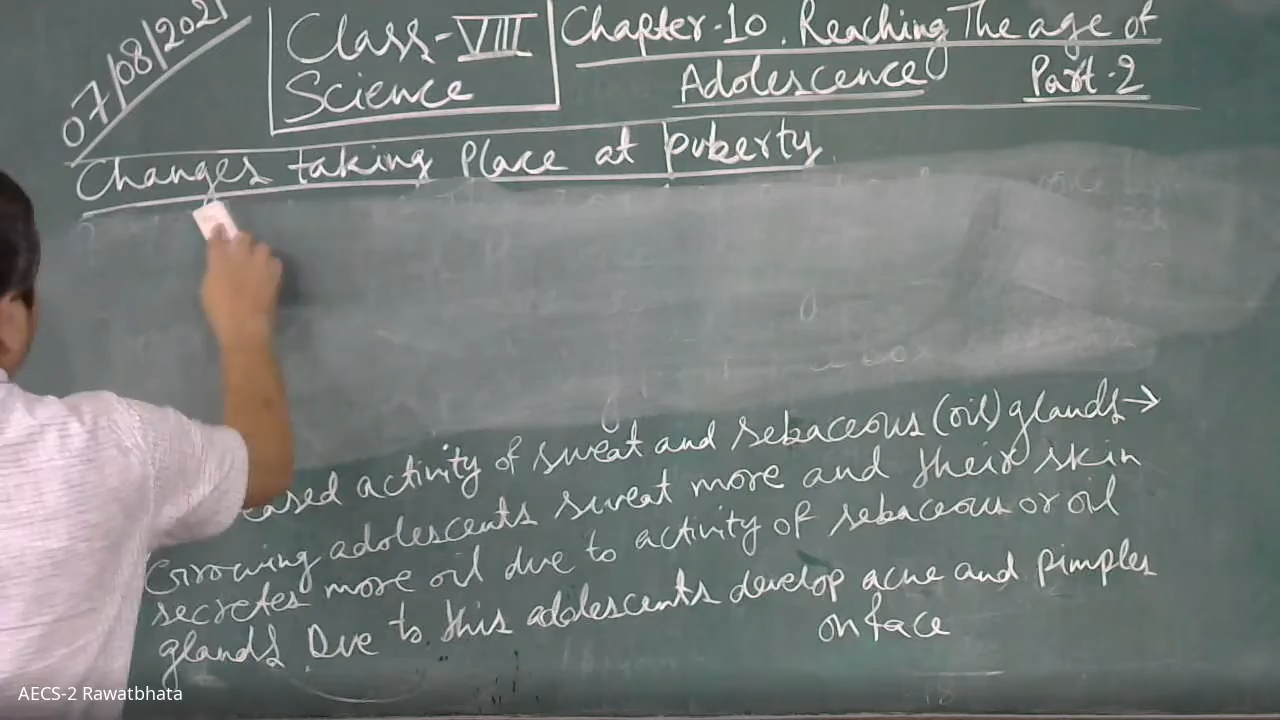 07/08/2021
Class-VIII
Science
Chapter-10. Reaching The age of
Adolescence Part-2
Changes taking Place at puberty
activity of sweat and sebaceous (oil) glands→
Growing adolescents sweat more and their skin
secretes more oil due to activity of sebaceous or oil
glands. Due to this adolescents develop acne and pimples
on face
AECS-2 Rawatbhata